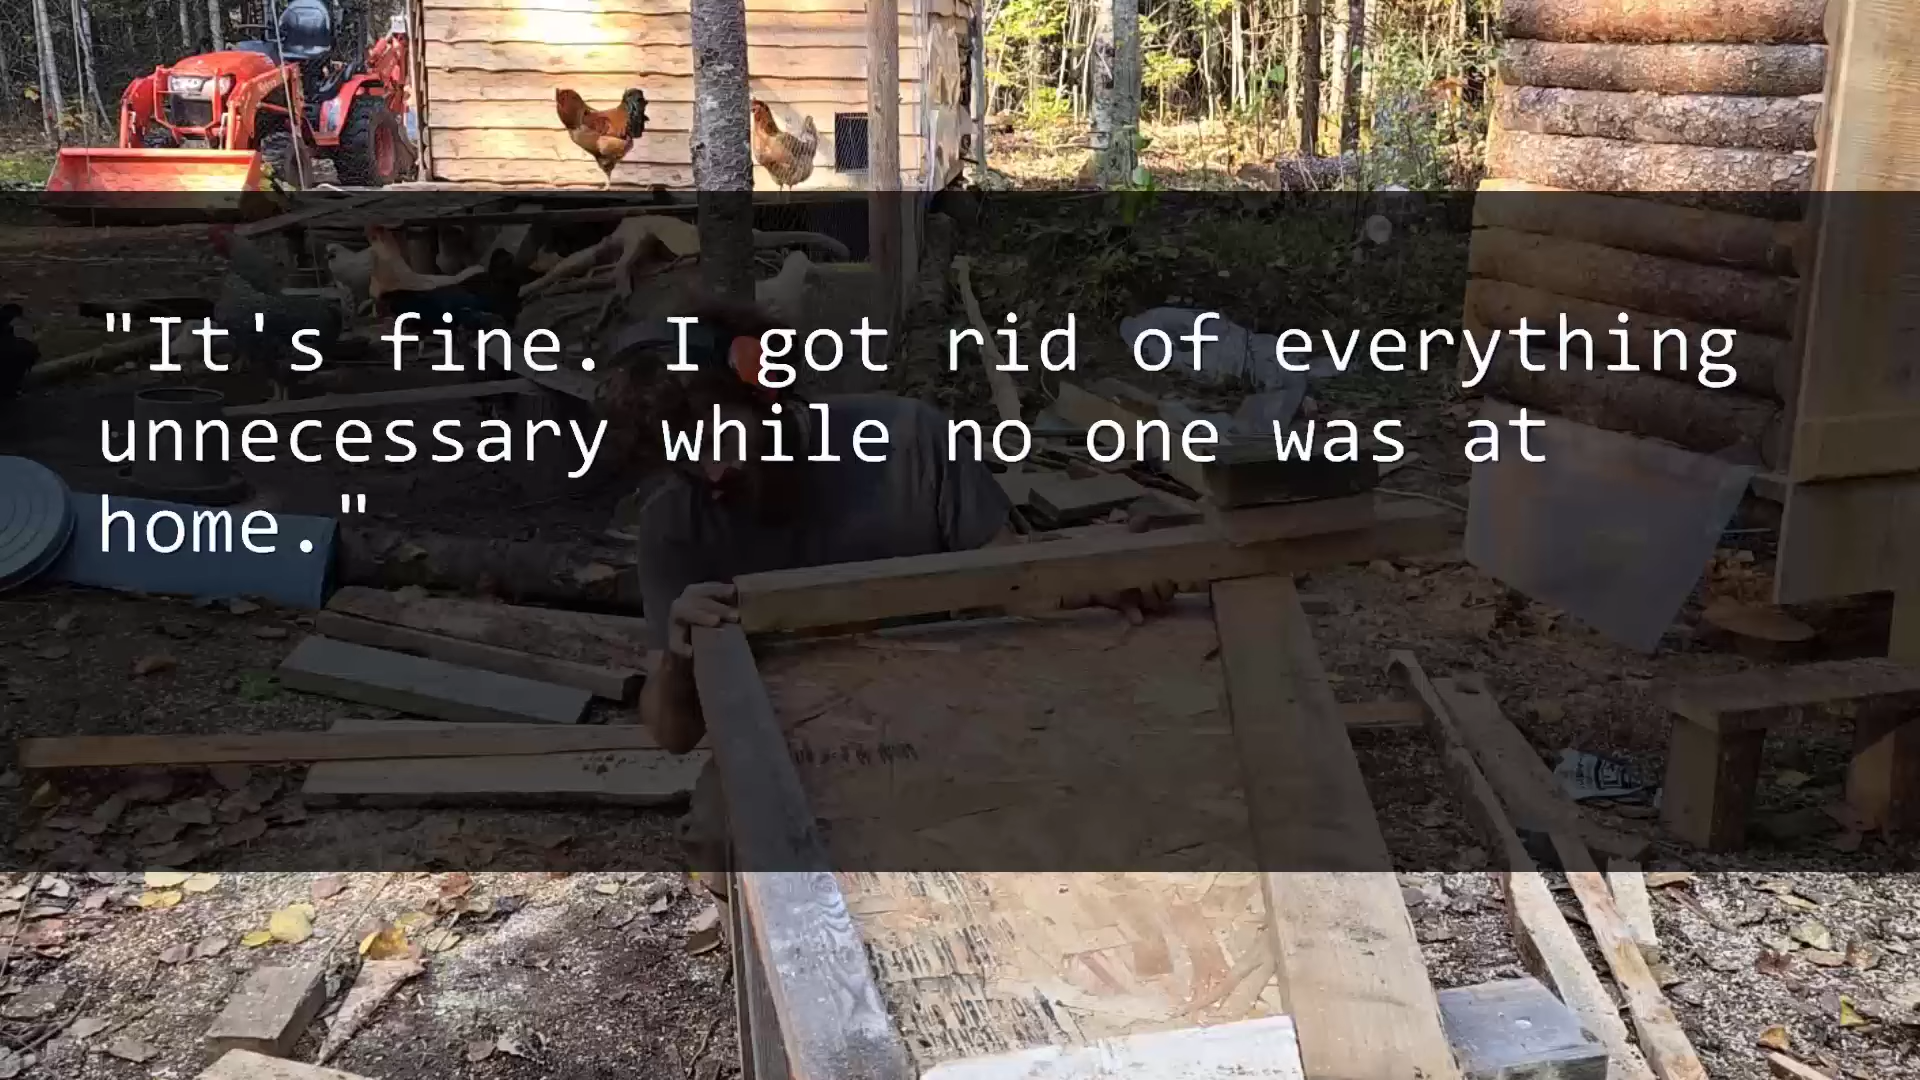 "It's fine. I got rid of everything
unnecessary while no one was at
home."